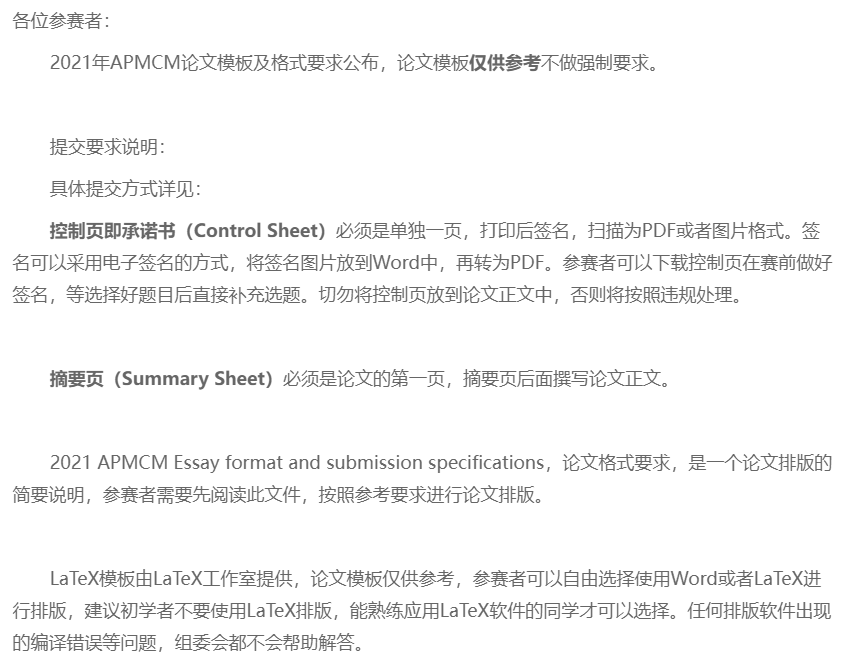 各位参赛者：
2021年APMCM论文模板及格式要求公布，论文模板仅供参考不做强制要求。
提交要求说明：
具体提交方式详见：
控制页即承诺书（Control Sheet）必须是单独一页，打印后签名，扫描为PDF或者图片格式。签
名可以采用电子签名的方式，将签名图片放到Word中，再转为PDF。参赛者可以下载控制页在赛前做好
签名，等选择好题目后直接补充选题。切勿将控制页放到论文正文中，否则将按照违规处理。
摘要页（Summary Sheet）必须是论文的第一页，摘要页后面撰写论文正文。
2021 APMCM Essay format and submission specifications，论文格式要求，是一个论文排版的
简要说明，参赛者需要先阅读此文件，按照参考要求进行论文排版。
LaTeX模板由LaTeX工作室提供，论文模板仅供参考，参赛者可以自由选择使用Word或者LaTeX进
行排版，建议初学者不要使用LaTeX排版，能熟练应用LaTeX软件的同学才可以选择。任何排版软件出现
的编译错误等问题，组委会都不会帮助解答。